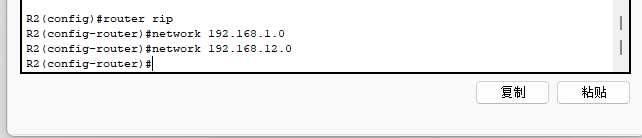 R2(config)#router rip
R2(config-router)#network 192.168.1.0
R2(config-router)#network 192.168.12.0
R2(config-router)#
复制
粘贴